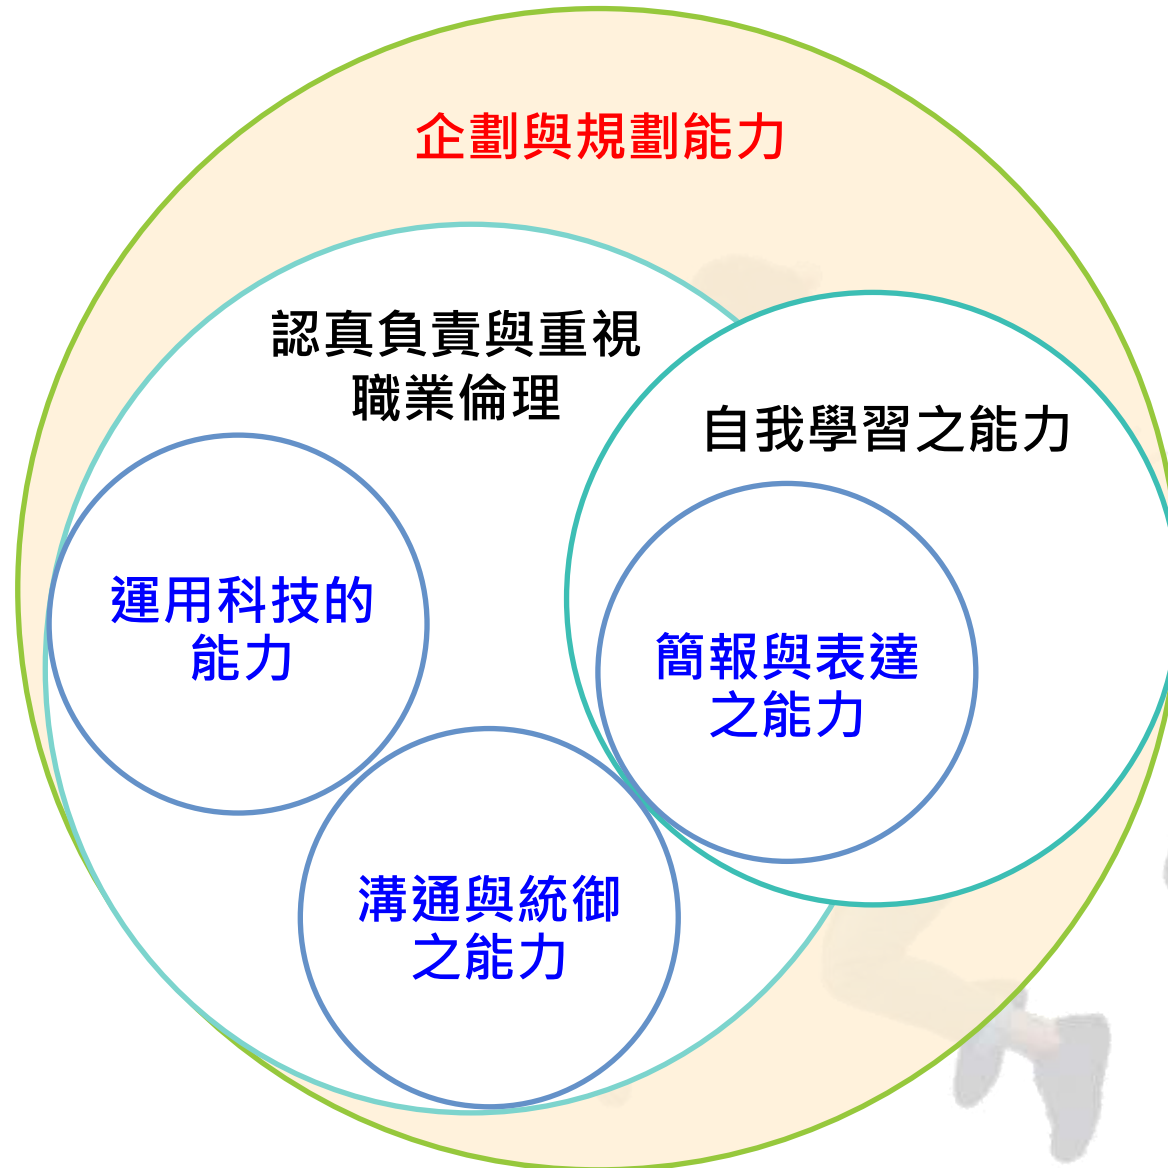 企劃與規劃能力
認真負責與重視
職業倫理
自我學習之能力
運用科技的
能力
簡報與表達
之能力
溝通與統御
之能力